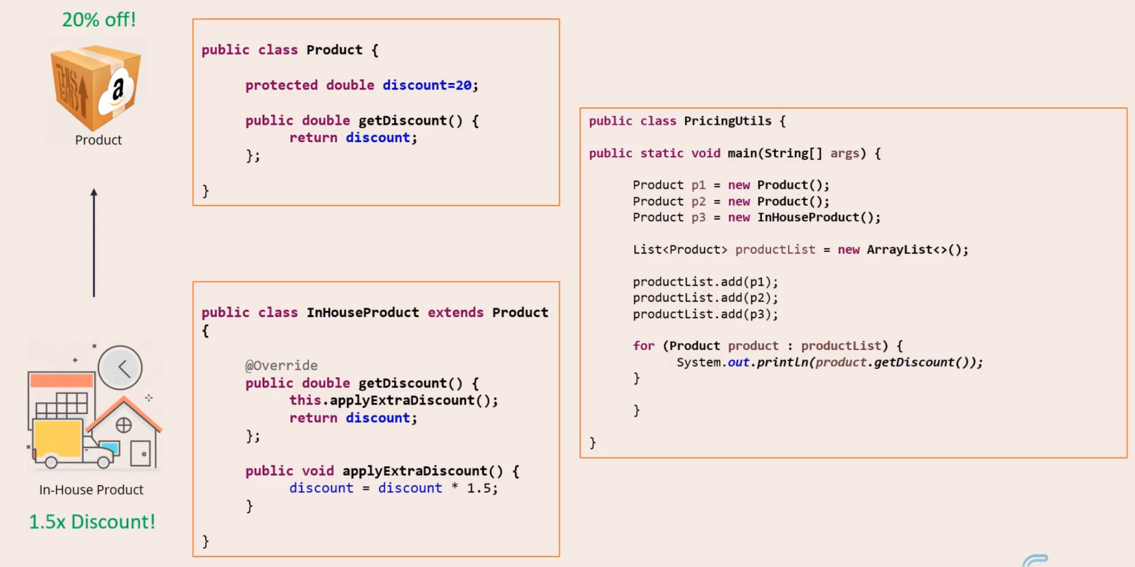 20% off!
THIS
a
Product
public class Product {
protected double discount=20;
public double getDiscount() {
return discount;
};
}
In-House Product
1.5x Discount!
public class InHouseProduct extends Product
{
@Override
public double getDiscount() {
this.applyExtraDiscount();
return discount;
};
public void applyExtraDiscount() {
discount = discount * 1.5;
}
}
public class PricingUtils {
public static void main(String[] args) {
Product p1 = new Product();
Product p2 = new Product();
Product p3 = new InHouseProduct();
List<Product> productList = new ArrayList<>();
productList.add(p1);
productList.add(p2);
productList.add(p3);
for (Product product : productList) {
System.out.println(product.getDiscount());
}
}
}